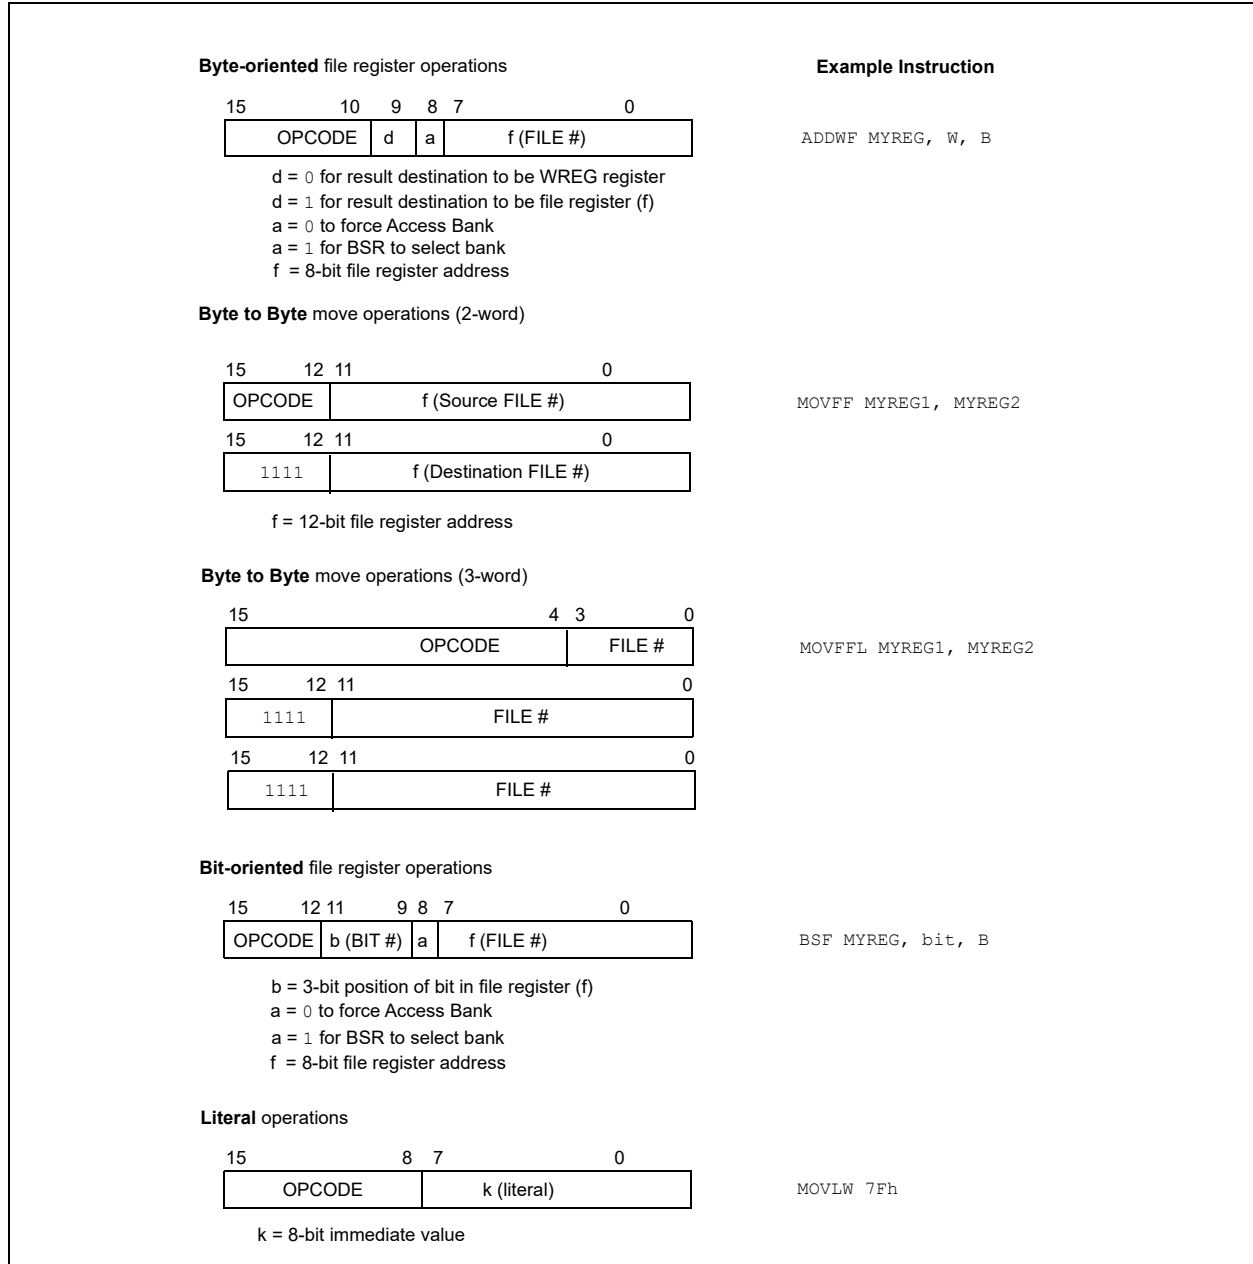 Byte-oriented file register operations
Example Instruction
15 10 9 8 7 0
OPCODE d a f (FILE #)
ADDWF MYREG, W, B
d = 0 for result destination to be WREG register
d = 1 for result destination to be file register (f)
a = 0 to force Access Bank
a = 1 for BSR to select bank
f = 8-bit file register address
Byte to Byte move operations (2-word)
15 12 11 0
OPCODE f (Source FILE #)
MOVFF MYREG1, MYREG2
15 12 11 0
1111 f (Destination FILE #)
f = 12-bit file register address
Byte to Byte move operations (3-word)
15 4 3 0
OPCODE FILE #
MOVFFL MYREG1, MYREG2
15 12 11 0
1111 FILE #
15 12 11 0
1111 FILE #
Bit-oriented file register operations
15 12 11 9 8 7 0
OPCODE b (BIT #) a f (FILE #)
BSF MYREG, bit, B
b = 3-bit position of bit in file register (f)
a = 0 to force Access Bank
a = 1 for BSR to select bank
f = 8-bit file register address
Literal operations
15 8 7 0
OPCODE k (literal)
MOVLW 7Fh
k = 8-bit immediate value